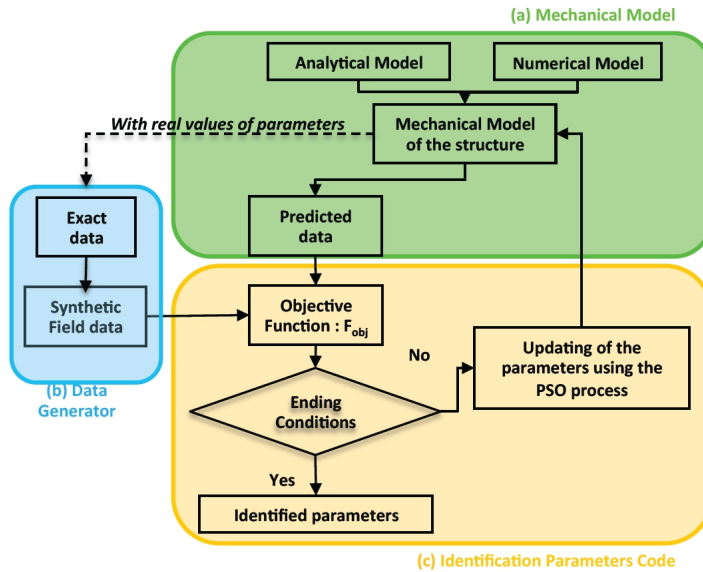 (a) Mechanical Model
Analytical Model
Numerical Model
With real values of parameters
Mechanical Model
of the structure
Exact
data
Predicted
data
Synthetic
Field data
Objective
Function : Fobj
No
Updating of the
parameters using the
PSO process
(b) Data
Generator
Ending
Conditions
Yes
Identified parameters
(c) Identification Parameters Code